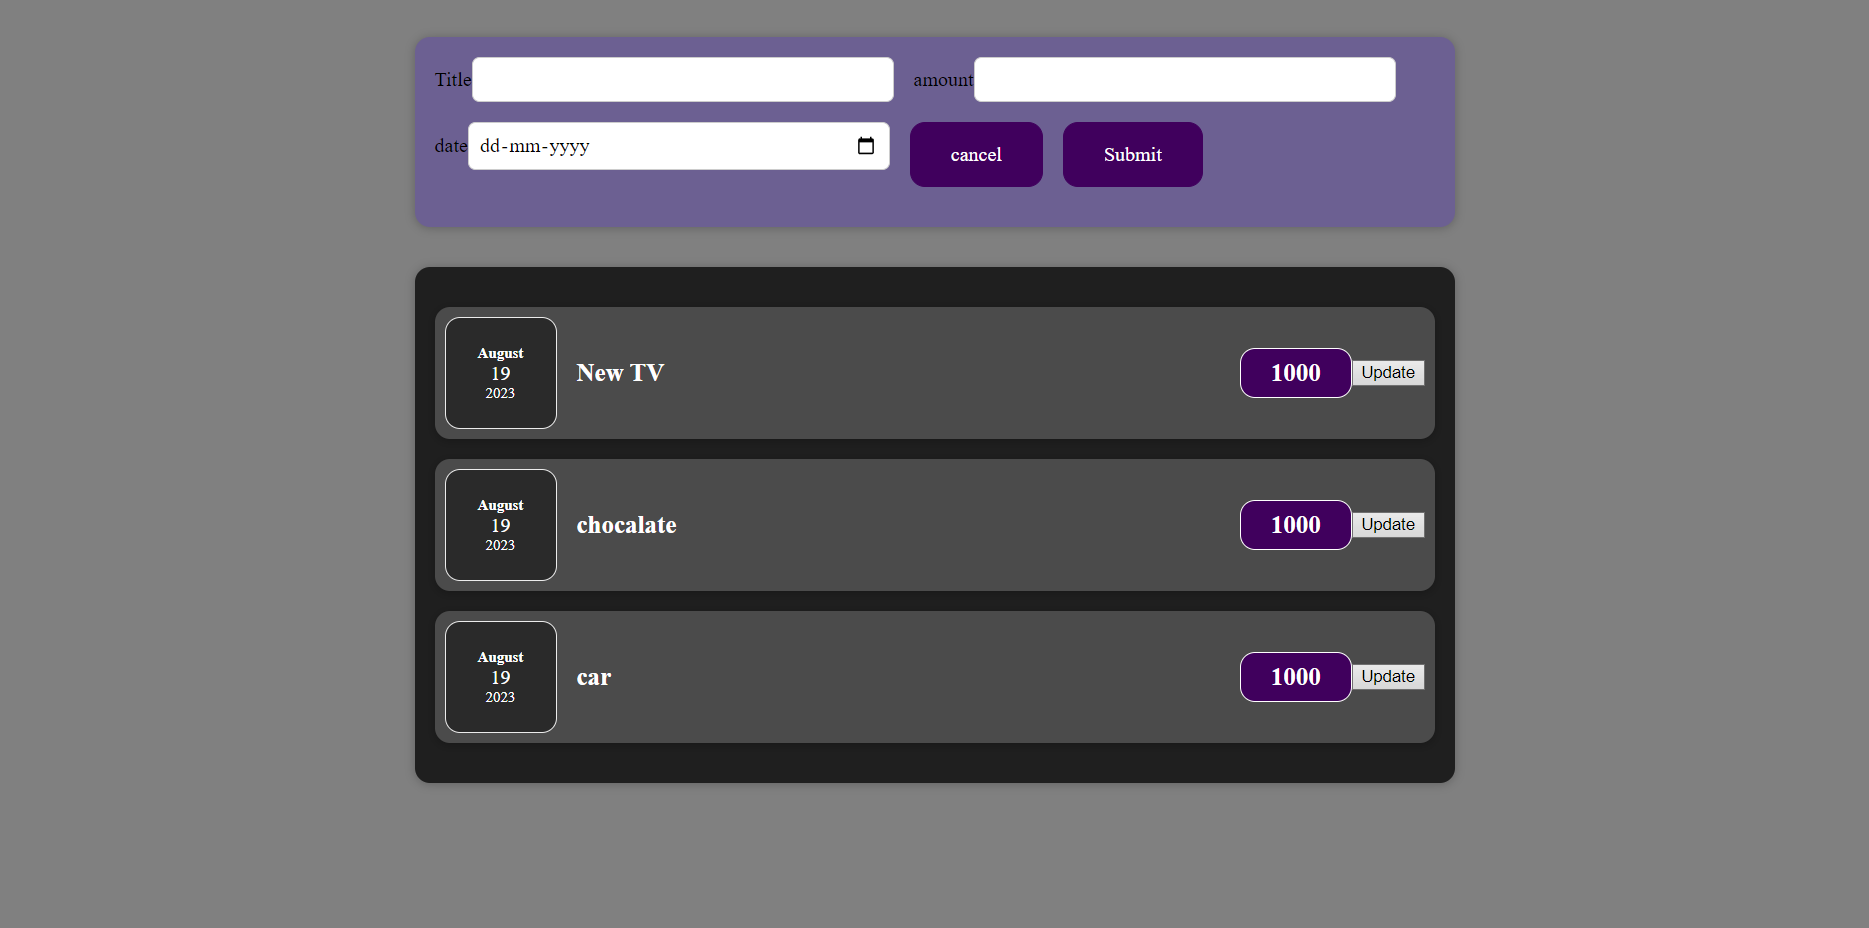 Title amount
date dd-mm-yyyy cancel Submit
August
19
2023
New TV
1000
Update
August
19
2023
chocalate
1000
Update
August
19
2023
car
1000
Update